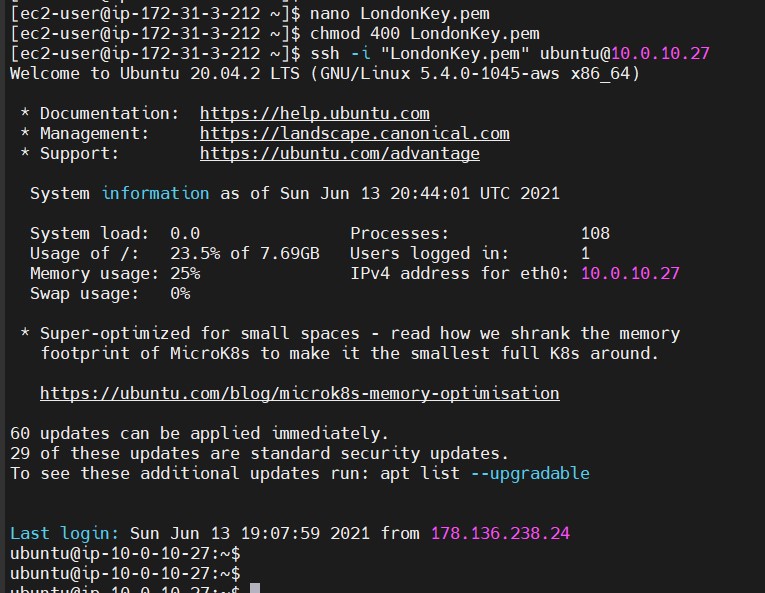 [ec2-user@ip-172-31-3-212 ~]$ nano LondonKey.pem
[ec2-user@ip-172-31-3-212 ~]$ chmod 400 LondonKey.pem
[ec2-user@ip-172-31-3-212 ~]$ ssh -i "LondonKey.pem" ubuntu@10.0.10.27
Welcome to Ubuntu 20.04.2 LTS (GNU/Linux 5.4.0-1045-aws x86_64)
* Documentation:  https://help.ubuntu.com
* Management:     https://landscape.canonical.com
* Support:        https://ubuntu.com/advantage
System information as of Sun Jun 13 20:44:01 UTC 2021
System load:  0.0                Processes:             108
Usage of /:   23.5% of 7.69GB   Users logged in:       1
Memory usage: 25%               IPv4 address for eth0: 10.0.10.27
Swap usage:   0%
* Super-optimized for small spaces - read how we shrank the memory
footprint of MicroK8s to make it the smallest full K8s around.
https://ubuntu.com/blog/microk8s-memory-optimisation
60 updates can be applied immediately.
29 of these updates are standard security updates.
To see these additional updates run: apt list --upgradable
Last login: Sun Jun 13 19:07:59 2021 from 178.136.238.24
ubuntu@ip-10-0-10-27:~$
ubuntu@ip-10-0-10-27:~$
ubuntu@ip-10-0-10-27:~$